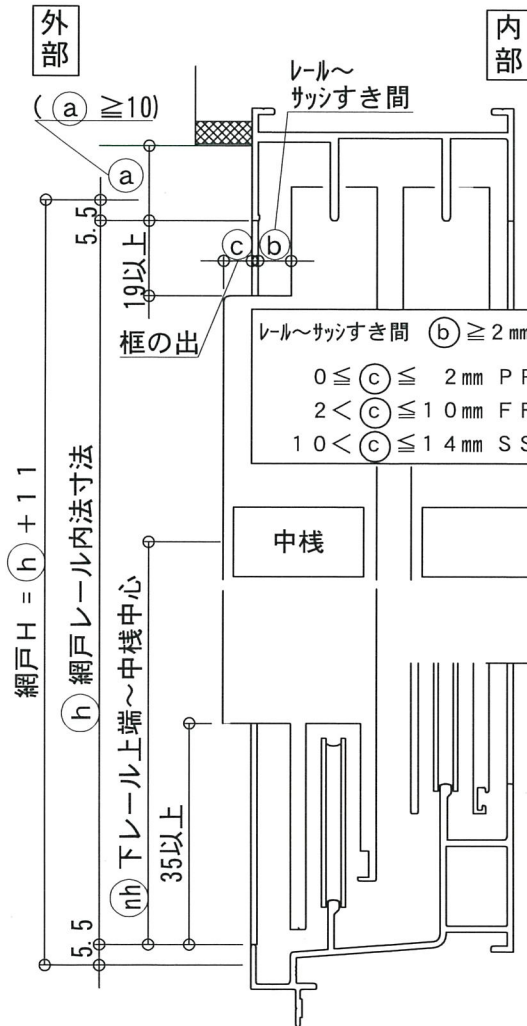 外部
内部
レール～
サッシすき間
( ⓐ ≧10)
ⓐ
5.5
19以上
ⓒ ⓑ
框の出
レール～サッシすき間 ⓑ ≧ 2㎜
0≦ ⓒ ≦ 2㎜ P
2< ⓒ ≦10㎜ F
10< ⓒ ≦14㎜ S
中桟
網戸H = ⓗ + 11
ⓗ 網戸レール内法寸法
nh 下レール上端～中桟中心
35以上
5.5